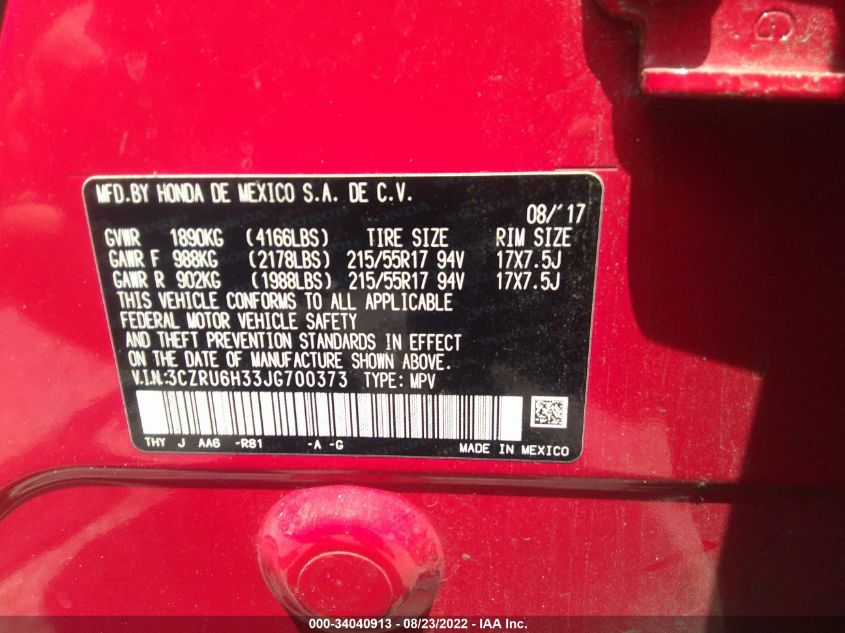 MFD.BY HONDA DE MEXICO S.A. DE C.V.
08/'17
GVWR 1890KG (4166LBS) TIRE SIZE RIM SIZE
GAWR F 988KG (2178LBS) 215/55R17 94V 17X7.5J
GAWR R 902KG (1988LBS) 215/55R17 94V 17X7.5J
THIS VEHICLE CONFORMS TO ALL APPLICABLE
FEDERAL MOTOR VEHICLE SAFETY
AND THEFT PREVENTION STANDARDS IN EFFECT
ON THE DATE OF MANUFACTURE SHOWN ABOVE.
V.I.N:3CZRU6H33JG700373 TYPE: MPV
THY J AA6 -R81 -A -G MADE IN MEXICO
000-34040913 - 08/23/2022 - IAA Inc.